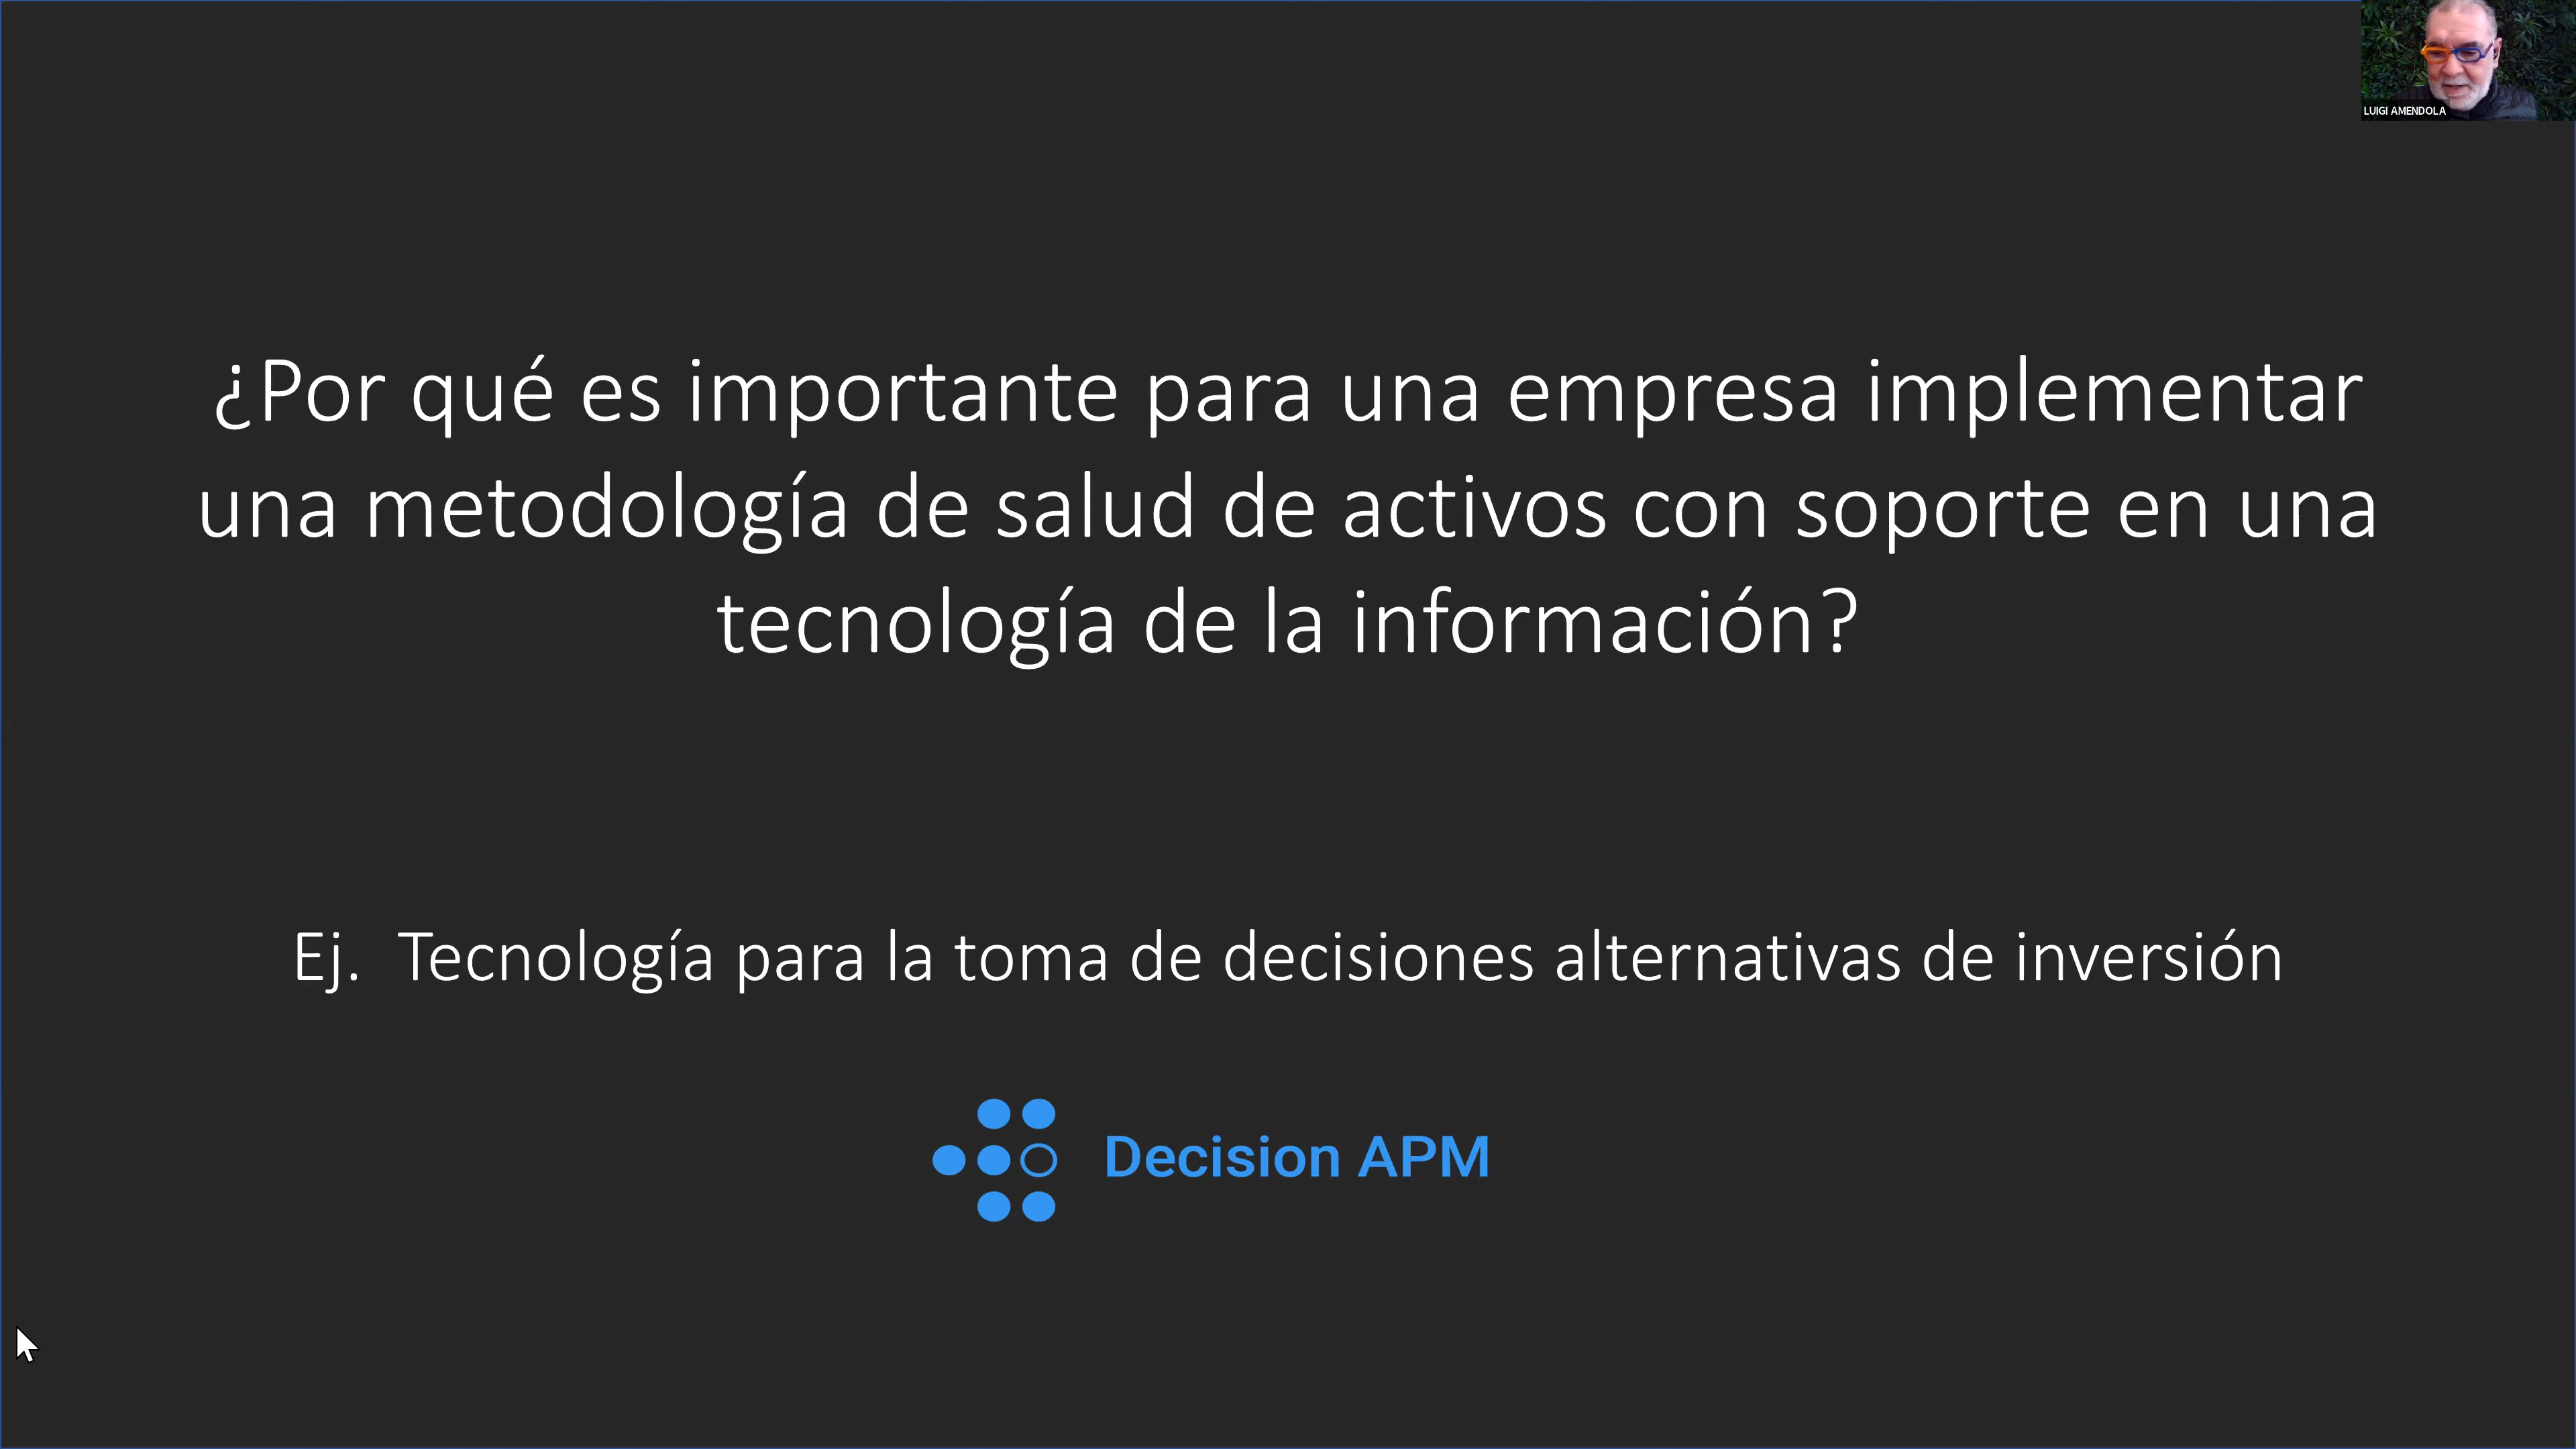 LUIGI AMENDOLA
¿Por qué es importante para una empresa implementar
una metodología de salud de activos con soporte en una
tecnología de la información?
Ej. Tecnología para la toma de decisiones alternativas de inversión
Decision APM